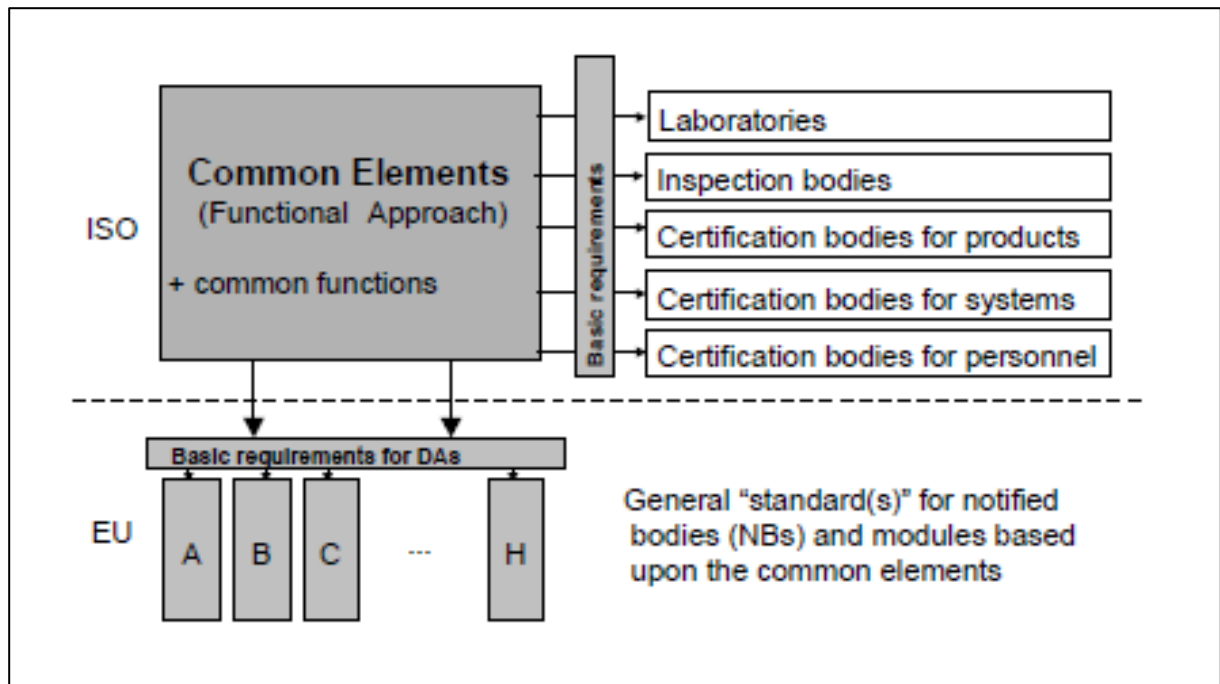 ISO
Common Elements
(Functional Approach)
+ common functions
Basic requirements
Laboratories
Inspection bodies
Certification bodies for products
Certification bodies for systems
Certification bodies for personnel
EU
Basic requirements for DAs
A
B
C
---
H
General “standard(s)” for notified
bodies (NBs) and modules based
upon the common elements